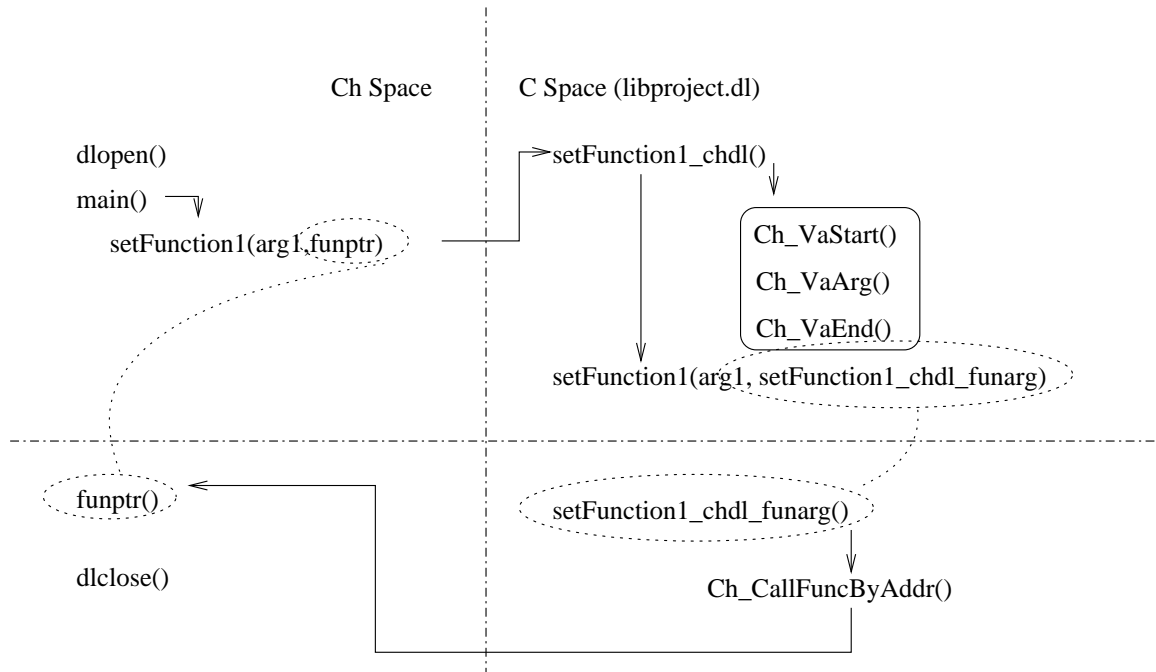 Ch Space
C Space (libproject.dl)
dlopen()
setFunction1_chdl()
main()
setFunction1(arg1,funptr)
Ch_VaStart()
Ch_VaArg()
Ch_VaEnd()
setFunction1(arg1, setFunction1_chdl_funarg)
funptr()
setFunction1_chdl_funarg()
dlclose()
Ch_CallFuncByAddr()